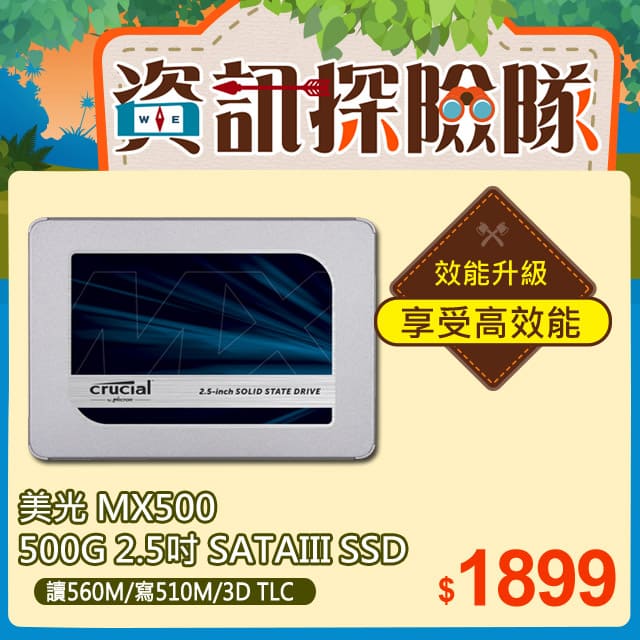 資訊探險隊
W E
效能升級
享受高效能
MX
crucial
by micron
2.5-inch SOLID STATE DRIVE
美光 MX500
500G 2.5吋 SATAIII SSD
讀560M/寫510M/3D TLC
$1899